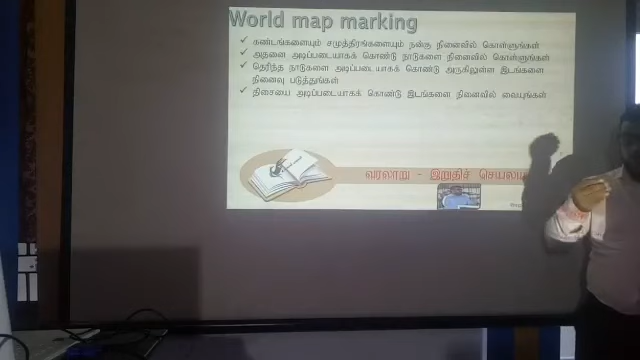 World map marking
கண்டங்களையும் சமுத்திரங்களையும் நன்கு நினைவில் கொள்ளுங்கள்
அதனை அடிப்படையாகக் கொண்டு நாடுகளை நினைவில் கொள்ளுங்கள்
தெரிந்த நாடுகளை அடிப்படையாகக் கொண்டு அருகிலுள்ள இடங்களை
நினைவு படுத்துங்கள்
திசையை அடிப்படையாகக் கொண்டு இடங்களை நினைவில் வையுங்கள்
வரலாறு - இறுதிச்